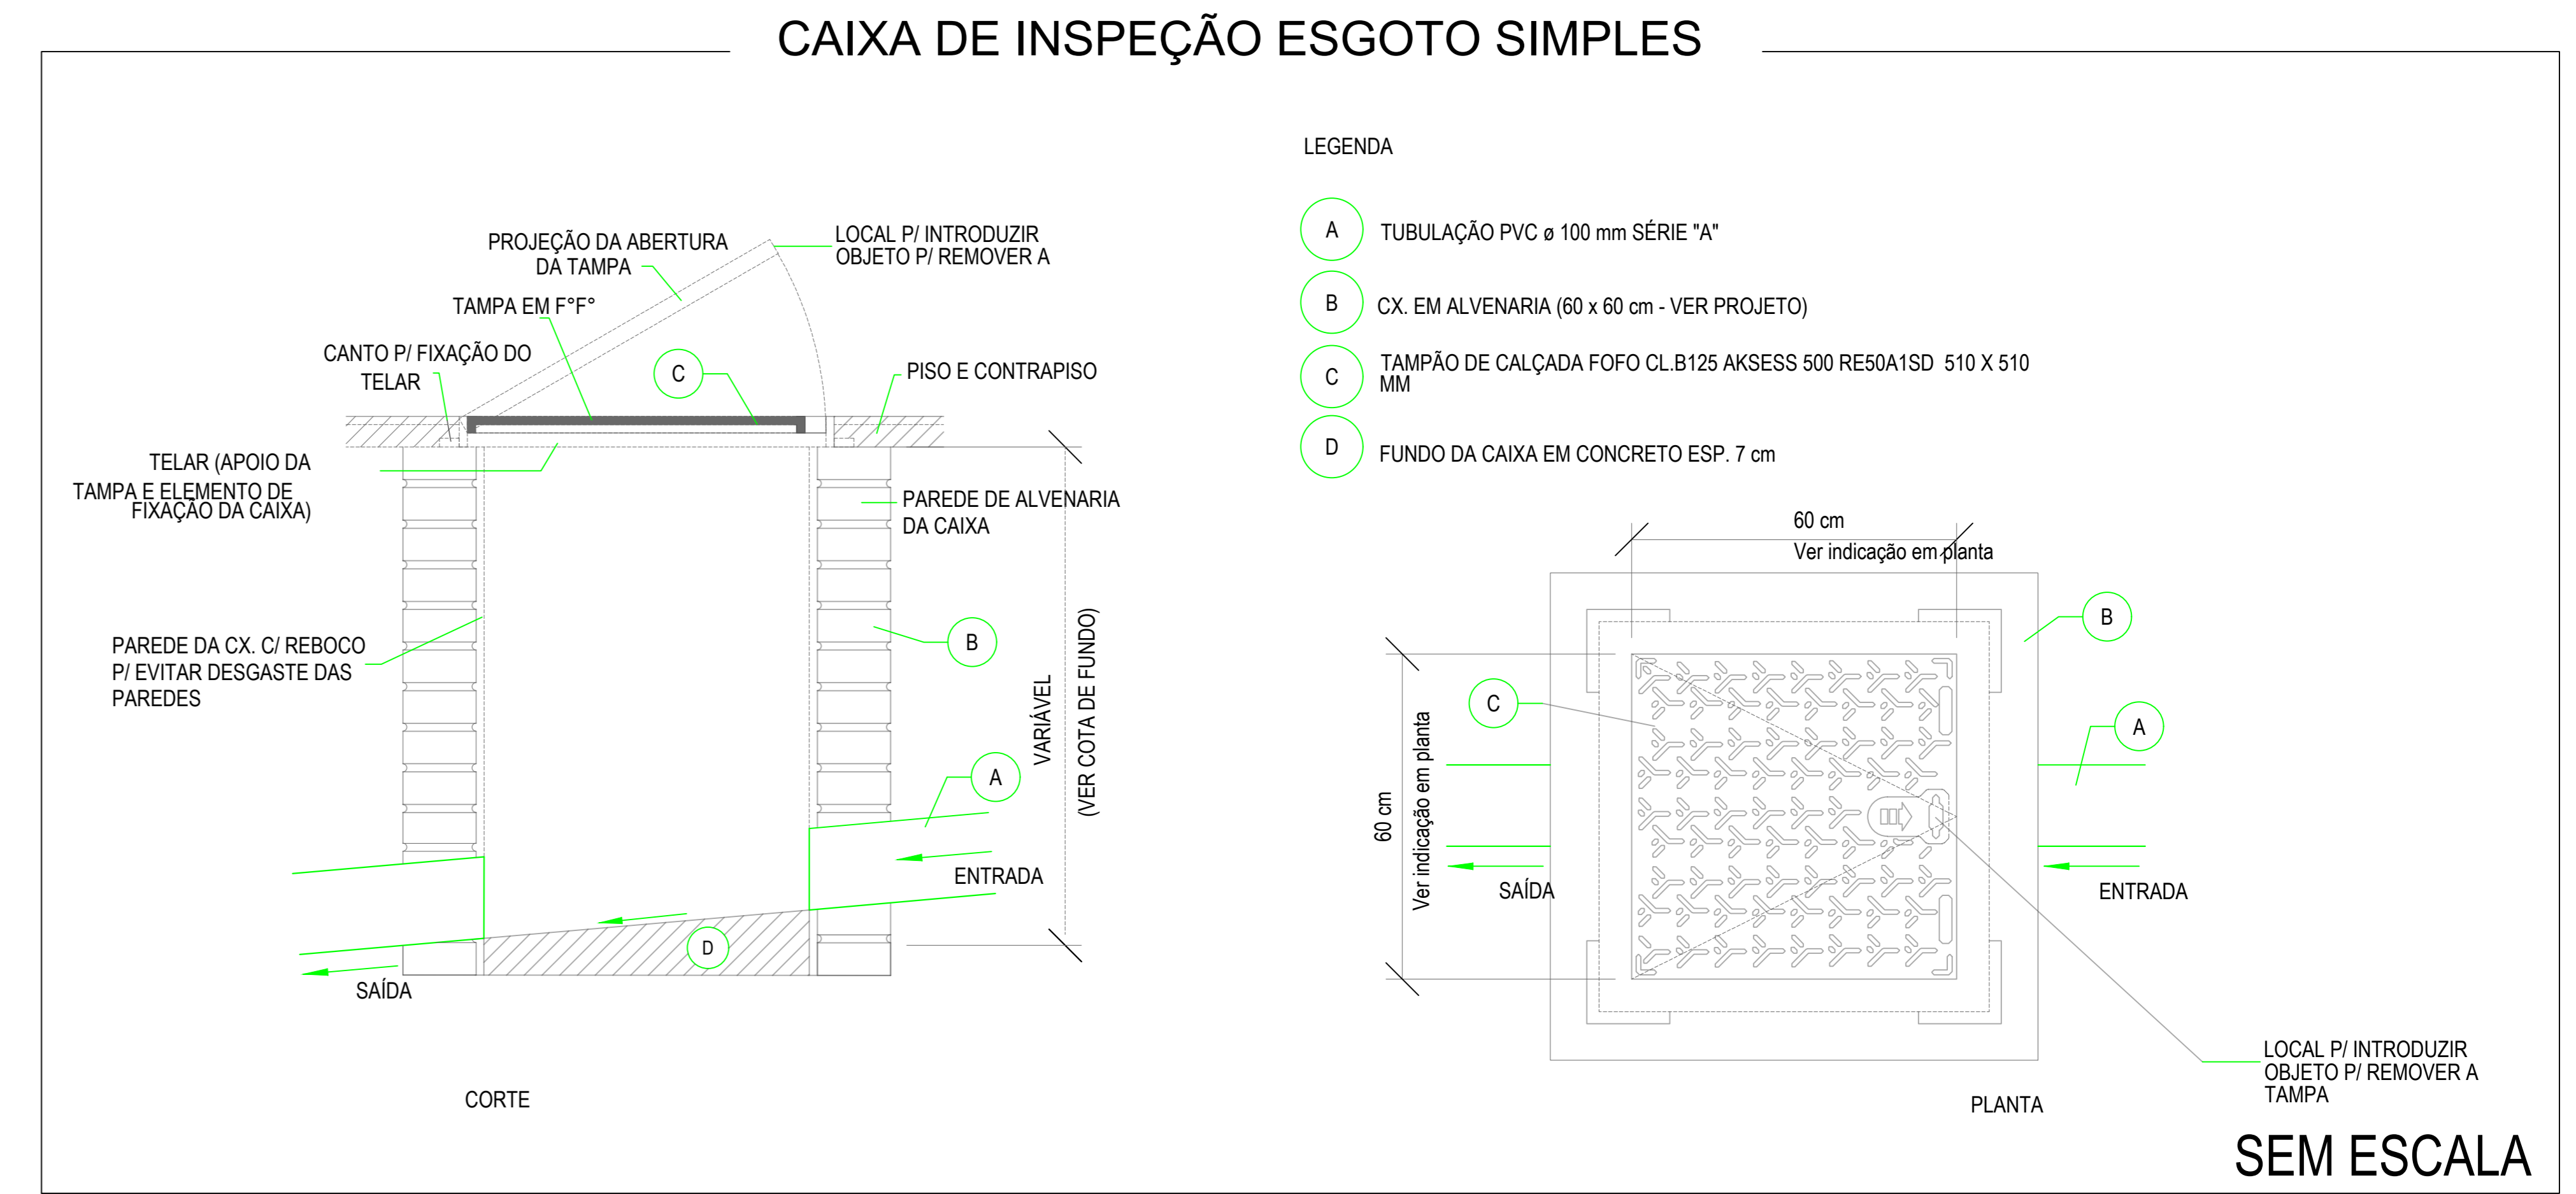 CAIXA DE INSPEÇÃO ESGOTO SIMPLES
PROJEÇÃO DA ABERTURA
DA TAMPA
LOCAL P/ INTRODUZIR
OBJETO P/ REMOVER A
TAMPA EM F°F°
CANTO P/ FIXAÇÃO DO
TELAR
C
PISO E CONTRAPISO
TELAR (APOIO DA
TAMPA E ELEMENTO DE
FIXAÇÃO DA CAIXA)
PAREDE DE ALVENARIA
DA CAIXA
PAREDE DA CX. C/ REBOCO
P/ EVITAR DESGASTE DAS
PAREDES
B
VARIÁVEL
(VER COTA DE FUNDO)
A
ENTRADA
D
SAÍDA
CORTE
LEGENDA
A
TUBULAÇÃO PVC ø 100 mm SÉRIE "A"
B
CX. EM ALVENARIA (60 x 60 cm - VER PROJETO)
C
TAMPÃO DE CALÇADA FOFO CL.B125 AKSESS 500 RE50A1SD 510 X 510
MM
D
FUNDO DA CAIXA EM CONCRETO ESP. 7 cm
60 cm
Ver indicação em planta
B
C
A
60 cm
Ver indicação em planta
SAÍDA
ENTRADA
LOCAL P/ INTRODUZIR
OBJETO P/ REMOVER A
TAMPA
PLANTA
SEM ESCALA